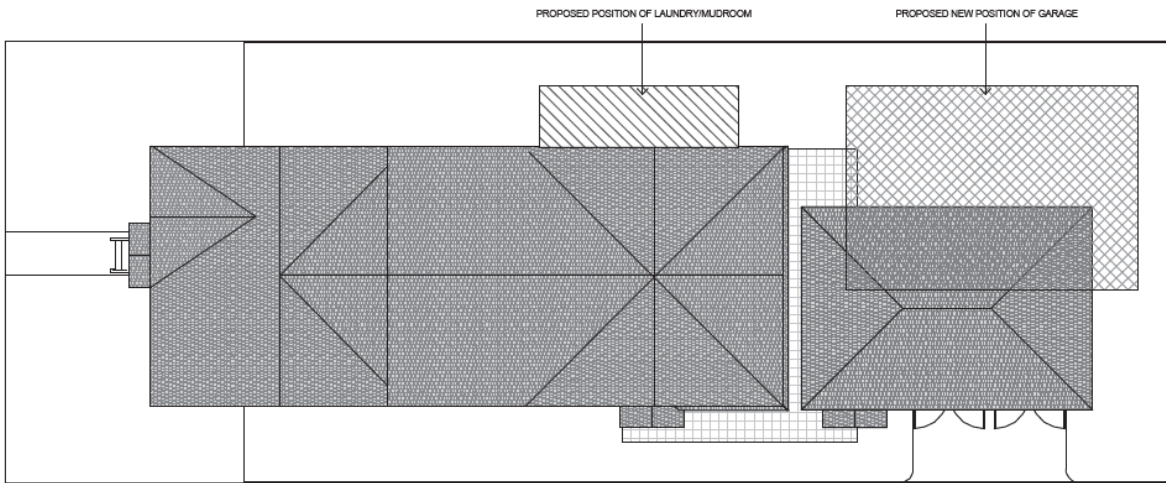 PROPOSED POSITION OF LAUNDRY/MUDROOM
PROPOSED NEW POSITION OF GARAGE